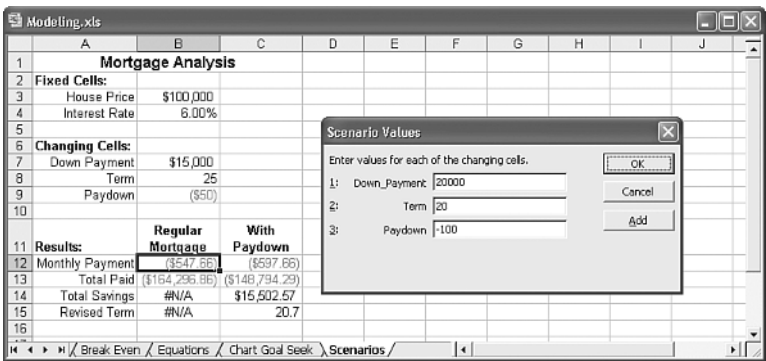 Modeling.xls
A B C D E F G H I J
1 Mortgage Analysis
2 Fixed Cells:
3 House Price $100,000
4 Interest Rate 6.00%
5
6 Changing Cells:
7 Down Payment $15,000
8 Term 25
9 Paydown ($50)
10
Regular With
11 Results: Mortgage Paydown
12 Monthly Payment ($547.66) ($597.66)
13 Total Paid ($164,296.86) ($148,794.29)
14 Total Savings #N/A $15,502.57
15 Revised Term #N/A 20.7
16
Scenario Values
Enter values for each of the changing cells.
1: Down_Payment 20000
2: Term 20
3: Paydown -100
OK
Cancel
Add
Break Even / Equations / Chart Goal Seek \ Scenarios /